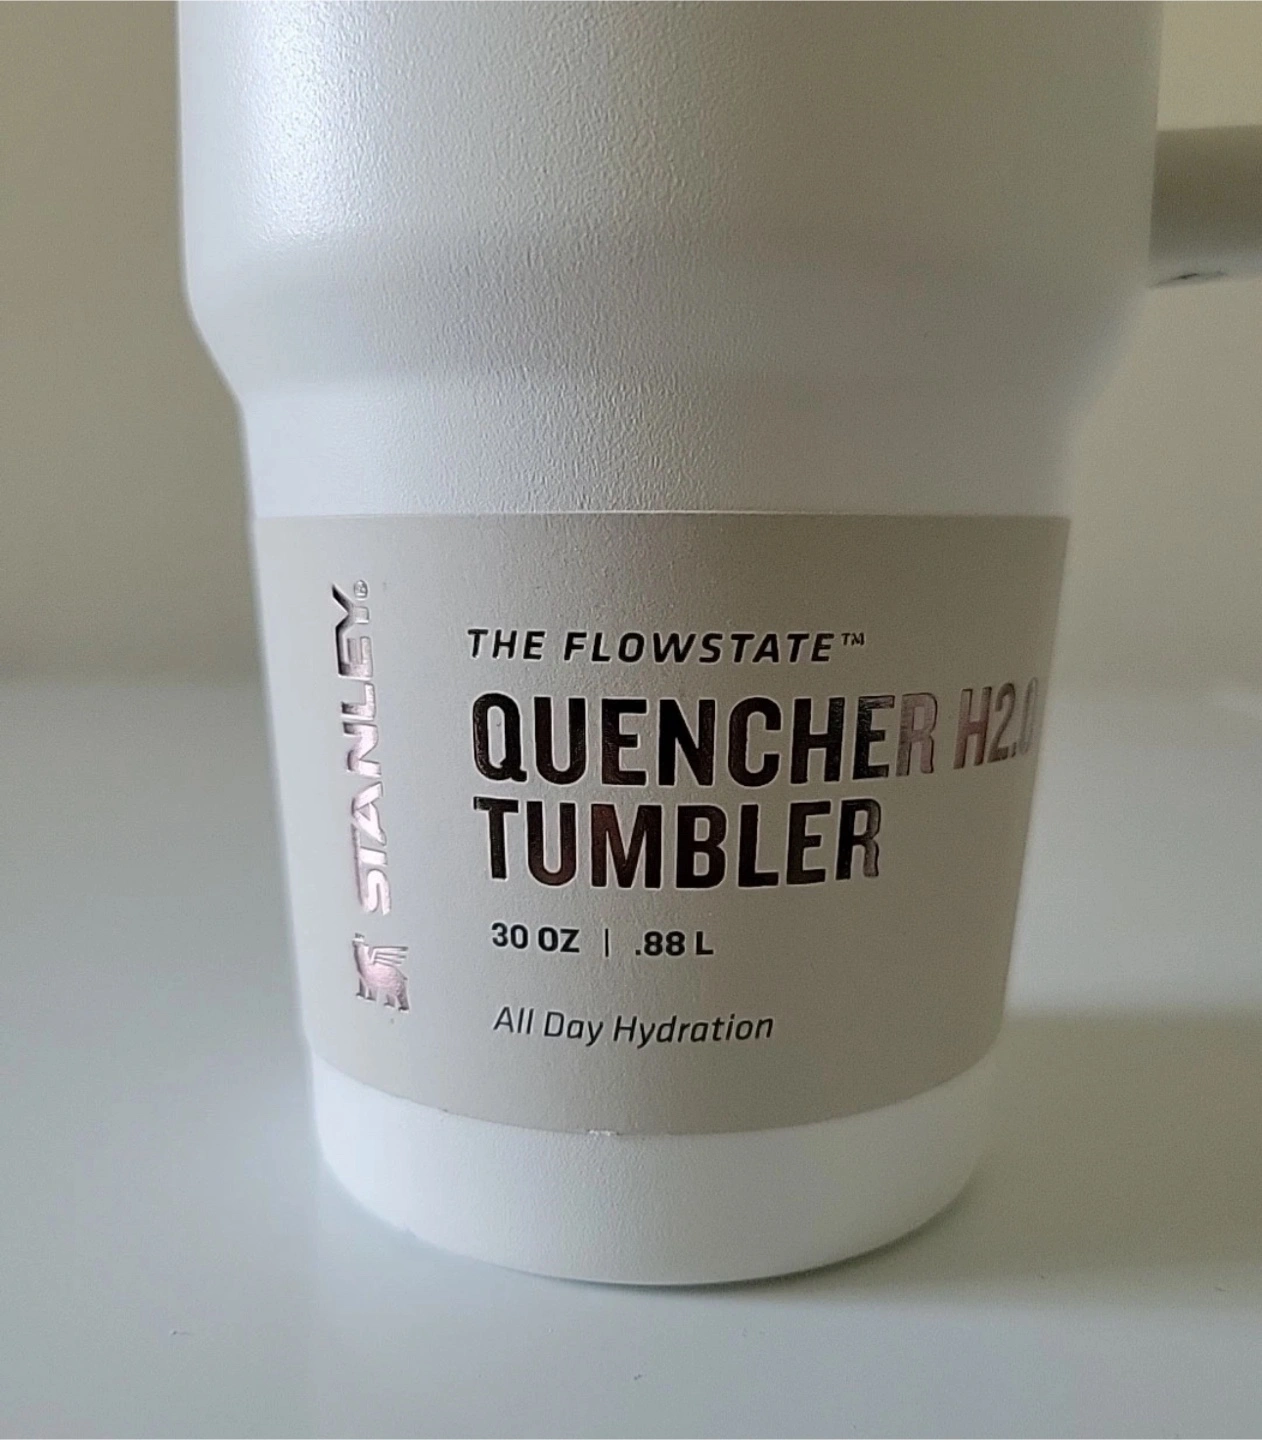 STANLEY®
THE FLOWSTATE™
QUENCHER H2.0
TUMBLER
30 OZ | .88 L
All Day Hydration